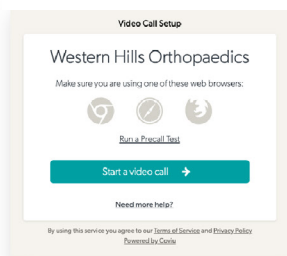 Video Call Setup
Western Hills Orthopaedics
Make sure you are using one of these web browsers:
Run a Precall Test
Start a video call
Need more help?
By using this service you agree to our Terms of Service and Privacy Policy
Powered by Coviu